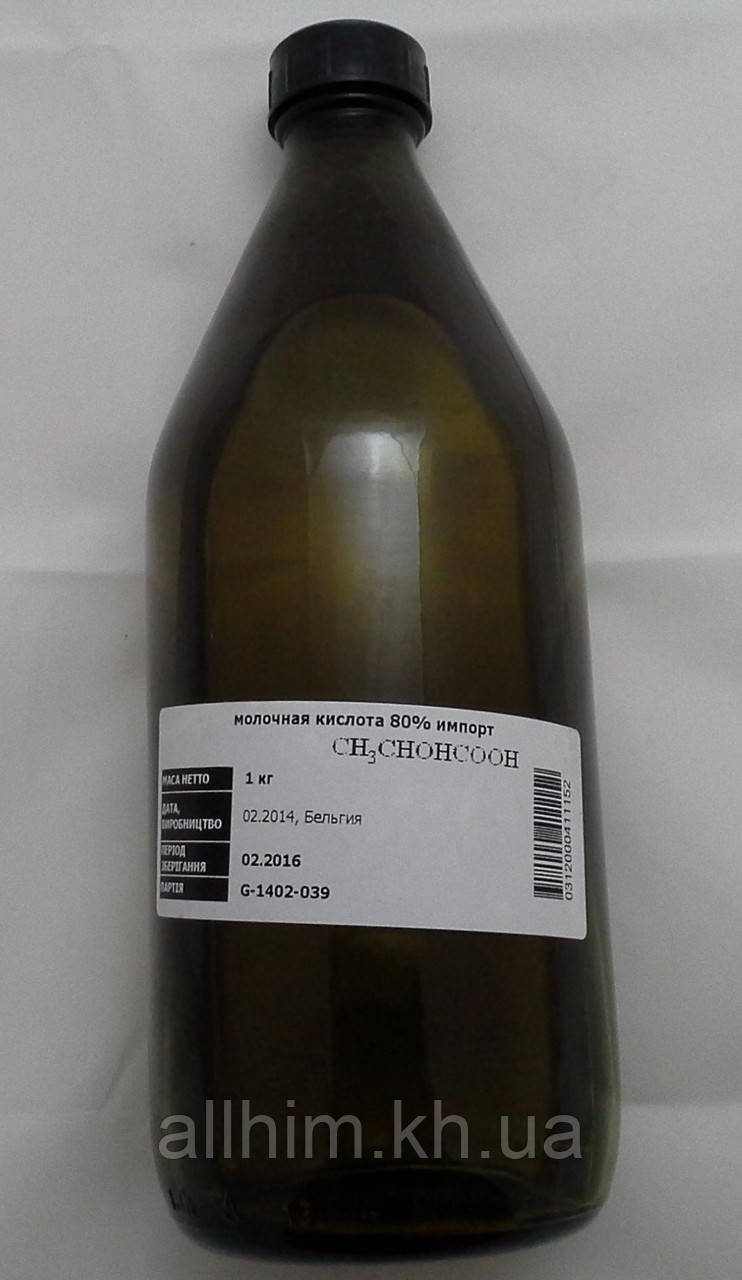 молочная кислота 80% импорт
CH₃CHOHCOOH
МАСА НЕТТО 1 кг
ДАТА, ВИРОБНИЦТВО 02.2014, Бельгия
ПЕРІОД ЗБЕРІГАННЯ 02.2016
ПАРТІЯ G-1402-039
0312000411152
allhim.kh.ua